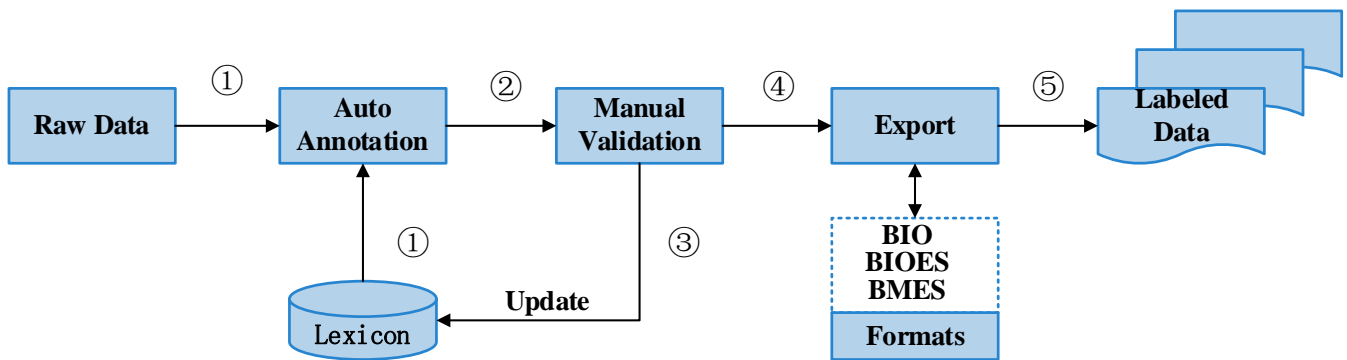 ①
②
④
⑤
Raw Data
Auto
Annotation
Manual
Validation
Export
Labeled
Data
①
③
BIO
BIOES
BMES
Update
Lexicon
Formats